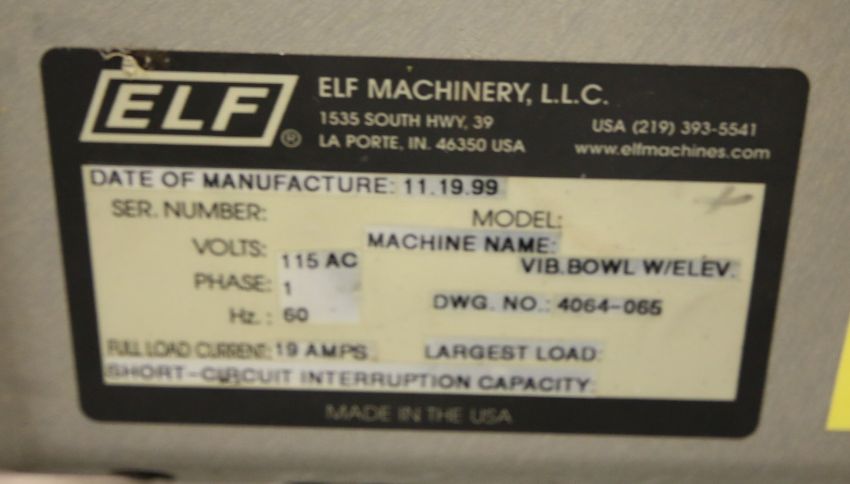 ELF®
ELF MACHINERY, L.L.C.
1535 SOUTH HWY, 39 USA (219) 393-5541
LA PORTE, IN. 46350 USA www.elfmachines.com
DATE OF MANUFACTURE: 11.19.99
SER. NUMBER: MODEL:
VOLTS: 115 AC MACHINE NAME:
VIB.BOWL W/ELEV.
PHASE: 1
DWG. NO.: 4064-065
Hz.: 60
FULL LOAD CURRENT: 19 AMPS LARGEST LOAD:
SHORT-CIRCUIT INTERRUPTION CAPACITY:
MADE IN THE USA